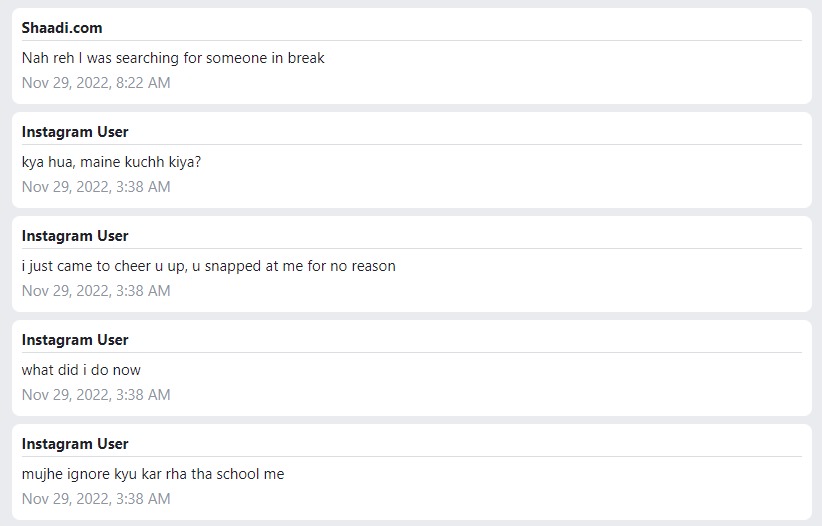 Shaadi.com
Nah reh I was searching for someone in break
Nov 29, 2022, 8:22 AM
Instagram User
kya hua, maine kuchh kiya?
Nov 29, 2022, 3:38 AM
Instagram User
i just came to cheer u up, u snapped at me for no reason
Nov 29, 2022, 3:38 AM
Instagram User
what did i do now
Nov 29, 2022, 3:38 AM
Instagram User
mujhe ignore kyu kar rha tha school me
Nov 29, 2022, 3:38 AM